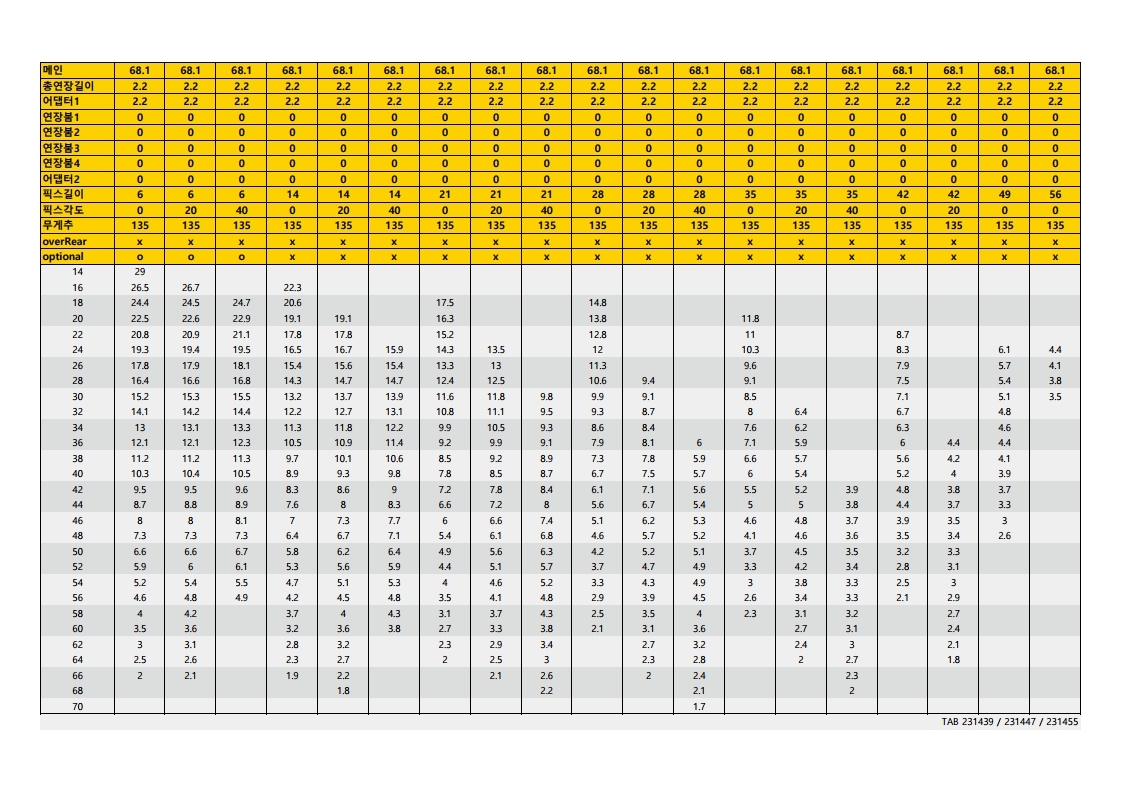 메인 68.1 68.1 68.1 68.1 68.1 68.1 68.1 68.1 68.1 68.1 68.1 68.1 68.1 68.1 68.1 68.1 68.1 68.1 68.1
총연장길이 2.2 2.2 2.2 2.2 2.2 2.2 2.2 2.2 2.2 2.2 2.2 2.2 2.2 2.2 2.2 2.2 2.2 2.2 2.2
어댑터1 2.2 2.2 2.2 2.2 2.2 2.2 2.2 2.2 2.2 2.2 2.2 2.2 2.2 2.2 2.2 2.2 2.2 2.2 2.2
연장붐1 0 0 0 0 0 0 0 0 0 0 0 0 0 0 0 0 0 0 0
연장붐2 0 0 0 0 0 0 0 0 0 0 0 0 0 0 0 0 0 0 0
연장붐3 0 0 0 0 0 0 0 0 0 0 0 0 0 0 0 0 0 0 0
연장붐4 0 0 0 0 0 0 0 0 0 0 0 0 0 0 0 0 0 0 0
어댑터2 0 0 0 0 0 0 0 0 0 0 0 0 0 0 0 0 0 0 0
픽스길이 6 6 6 14 14 14 21 21 21 28 28 28 35 35 35 42 42 49 56
픽스각도 0 20 40 0 20 40 0 20 40 0 20 40 0 20 40 0 20 0 0
무게추 135 135 135 135 135 135 135 135 135 135 135 135 135 135 135 135 135 135 135
overRear x x x x x x x x x x x x x x x x x x x
optional o o o x x x x x x x x x x x x x x x x
14 29
16 26.5 26.7 22.3
18 24.4 24.5 24.7 20.6 17.5 14.8
20 22.5 22.6 22.9 19.1 19.1 16.3 13.8 11.8
22 20.8 20.9 21.1 17.8 17.8 15.2 12.8 11 8.7
24 19.3 19.4 19.5 16.5 16.7 15.9 14.3 13.5 12 10.3 8.3 6.1 4.4
26 17.8 17.9 18.1 15.4 15.6 15.4 13.3 13 11.3 9.6 7.9 5.7 4.1
28 16.4 16.6 16.8 14.3 14.7 14.7 12.4 12.5 10.6 9.4 9.1 7.5 5.4 3.8
30 15.2 15.3 15.5 13.2 13.7 13.9 11.6 11.8 9.8 9.9 9.1 8.5 7.1 5.1 3.5
32 14.1 14.2 14.4 12.2 12.7 13.1 10.8 11.1 9.5 9.3 8.7 8 6.4 6.7 4.8
34 13 13.1 13.3 11.3 11.8 12.2 9.9 10.5 9.3 8.6 8.4 7.6 6.2 6.3 4.6
36 12.1 12.1 12.3 10.5 10.9 11.4 9.2 9.9 9.1 7.9 8.1 6 7.1 5.9 6 4.4 4.4
38 11.2 11.2 11.3 9.7 10.1 10.6 8.5 9.2 8.9 7.3 7.8 5.9 6.6 5.7 5.6 4.2 4.1
40 10.3 10.4 10.5 8.9 9.3 9.8 7.8 8.5 8.7 6.7 7.5 5.7 6 5.4 5.2 4 3.9
42 9.5 9.5 9.6 8.3 8.6 9 7.2 7.8 8.4 6.1 7.1 5.6 5.5 5.2 3.9 4.8 3.8 3.7
44 8.7 8.8 8.9 7.6 8 8.3 6.6 7.2 8 5.6 6.7 5.4 5 5 3.8 4.4 3.7 3.3
46 8 8 8.1 7 7.3 7.7 6 6.6 7.4 5.1 6.2 5.3 4.6 4.8 3.7 3.9 3.5 3
48 7.3 7.3 7.3 6.4 6.7 7.1 5.4 6.1 6.8 4.6 5.7 5.2 4.1 4.6 3.6 3.5 3.4 2.6
50 6.6 6.6 6.7 5.8 6.2 6.4 4.9 5.6 6.3 4.2 5.2 5.1 3.7 4.5 3.5 3.2 3.3
52 5.9 6 6.1 5.3 5.6 5.9 4.4 5.1 5.7 3.7 4.7 4.9 3.3 4.2 3.4 2.8 3.1
54 5.2 5.4 5.5 4.7 5.1 5.3 4 4.6 5.2 3.3 4.3 4.9 3 3.8 3.3 2.5 3
56 4.6 4.8 4.9 4.2 4.5 4.8 3.5 4.1 4.8 2.9 3.9 4.5 2.6 3.4 3.3 2.1 2.9
58 4 4.2 3.7 4 4.3 3.1 3.7 4.3 2.5 3.5 4 2.3 3.1 3.2 2.7
60 3.5 3.6 3.2 3.6 3.8 2.7 3.3 3.8 2.1 3.1 3.6 2.7 3.1 2.4
62 3 3.1 2.8 3.2 2.3 2.9 3.4 2.7 3.2 2.4 3 2.1
64 2.5 2.6 2.3 2.7 2 2.5 3 2.3 2.8 2 2.7 1.8
66 2 2.1 1.9 2.2 2.1 2.6 2 2.4 2.3
68 1.8 2.2 2.1 2
70 1.7
TAB 231439 / 231447 / 231455